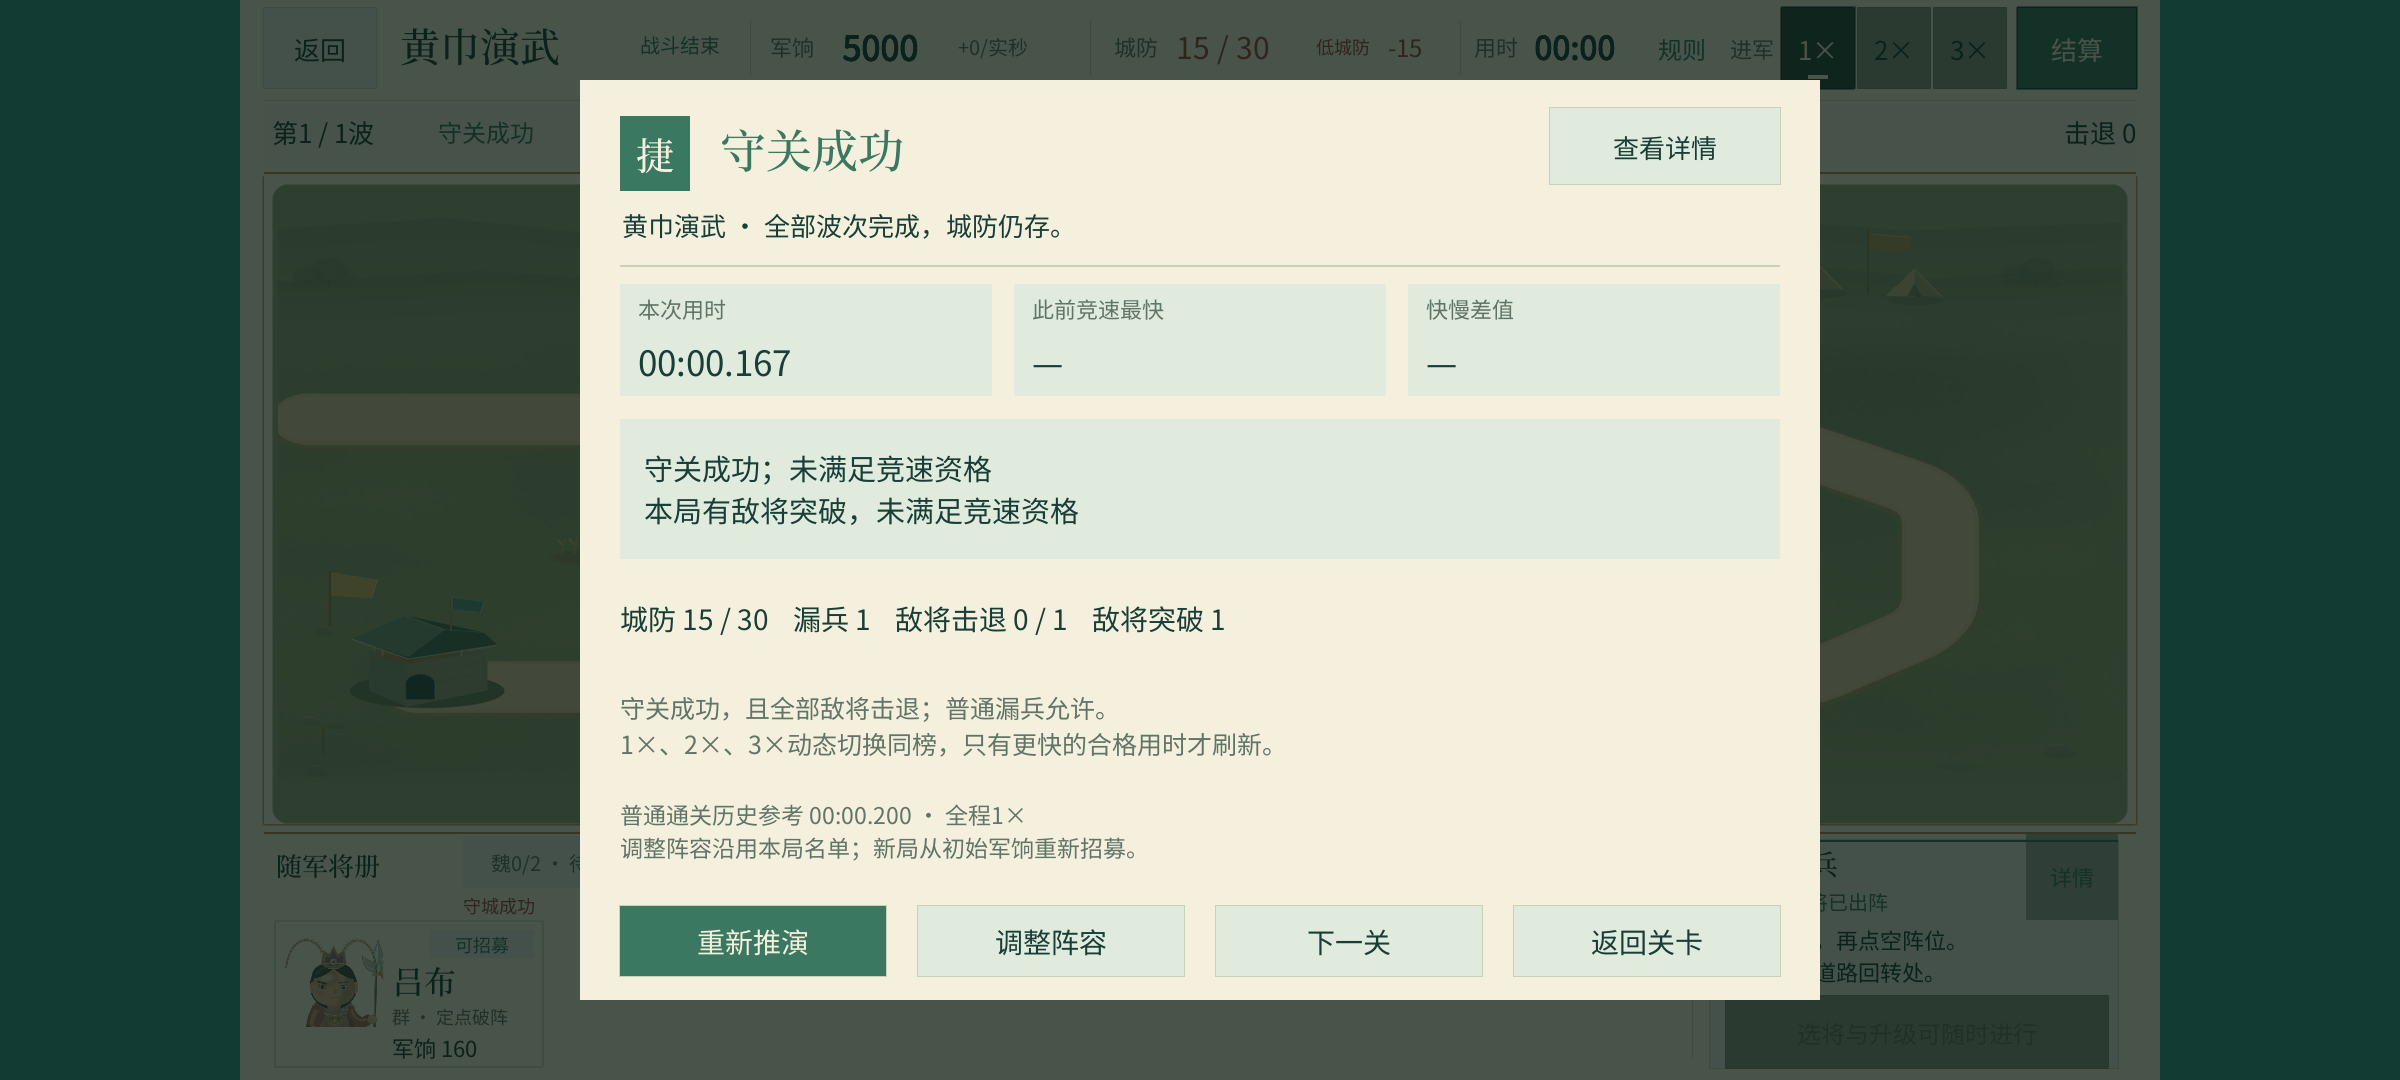 返回
黄巾演武
战斗结束
军饷 5000 +0/实秒
城防 15 / 30 低城防 -15
用时 00:00
规则
进军 1× 2× 3×
结算
第1 / 1波
守关成功
击退 0
捷
守关成功
查看详情
黄巾演武 · 全部波次完成，城防仍存。
本次用时
00:00.167
此前竞速最快
—
快慢差值
—
守关成功；未满足竞速资格
本局有敌将突破，未满足竞速资格
城防 15 / 30 漏兵 1 敌将击退 0 / 1 敌将突破 1
守关成功，且全部敌将击退；普通漏兵允许。
1×、2×、3×动态切换同榜，只有更快的合格用时才刷新。
普通通关历史参考 00:00.200 · 全程1×
调整阵容沿用本局名单；新局从初始军饷重新招募。
重新推演
调整阵容
下一关
返回关卡
随军将册
魏0/2 ·
守城成功
可招募
吕布
群 · 定点破阵
军饷 160
兵
详情
已出阵
，再点空阵位。
道路回转处。
选将与升级可随时进行